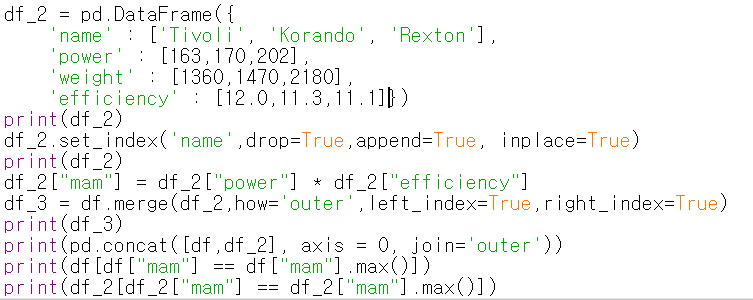 df_2 = pd.DataFrame({
    'name' : ['Tivoli', 'Korando', 'Rexton'],
    'power' : [163,170,202],
    'weight' : [1360,1470,2180],
    'efficiency' : [12.0,11.3,11.1]})
print(df_2)
df_2.set_index('name',drop=True,append=True, inplace=True)
print(df_2)
df_2["mam"] = df_2["power"] * df_2["efficiency"]
df_3 = df.merge(df_2,how='outer',left_index=True,right_index=True)
print(df_3)
print(pd.concat([df,df_2], axis = 0, join='outer'))
print(df[df["mam"] == df["mam"].max()])
print(df_2[df_2["mam"] == df_2["mam"].max()])